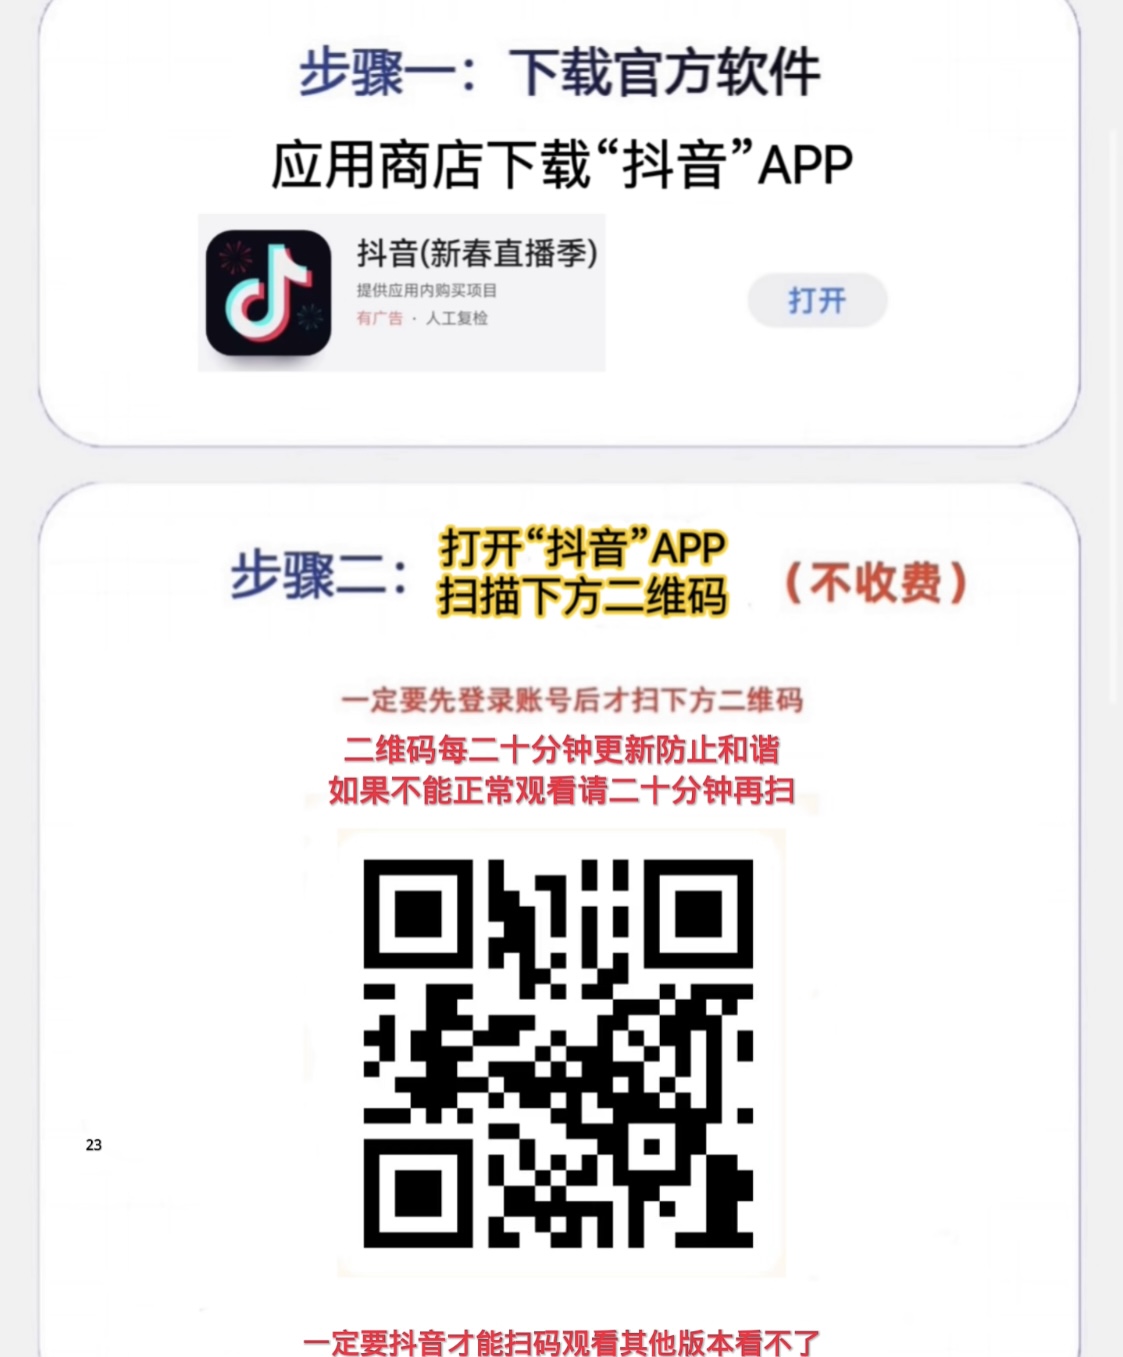 步骤一：下载官方软件
应用商店下载“抖音”APP
抖音(新春直播季)
提供应用内购买项目
有广告 · 人工复检
打开
步骤二：
打开“抖音”APP
扫描下方二维码
（不收费）
一定要先登录账号后才扫下方二维码
二维码每二十分钟更新防止和谐
如果不能正常观看请二十分钟再扫
23
一定要抖音才能扫码观看其他版本看不了